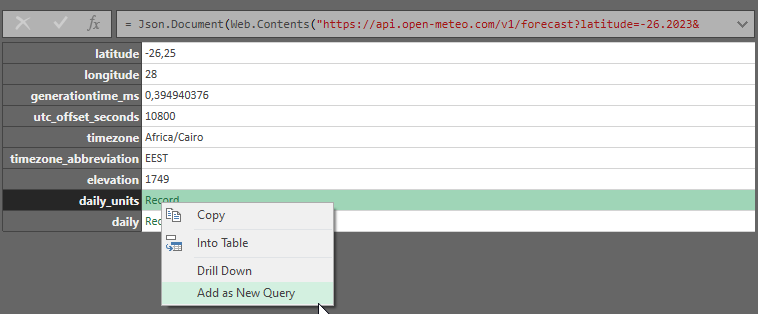 fx = Json.Document(Web.Contents("https://api.open-meteo.com/v1/forecast?latitude=-26.2023&
latitude -26,25
longitude 28
generationtime_ms 0,394940376
utc_offset_seconds 10800
timezone Africa/Cairo
timezone_abbreviation EEST
elevation 1749
daily_units Record
daily Rec
Copy
Into Table
Drill Down
Add as New Query